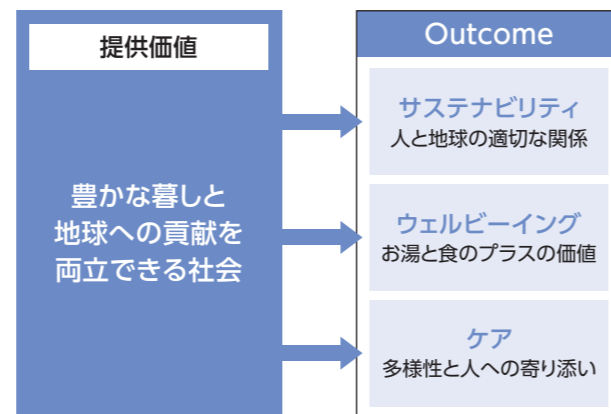 提供価値
豊かな暮しと
地球への貢献を
両立できる社会
Outcome
サステナビリティ
人と地球の適切な関係
ウェルビーイング
お湯と食のプラスの価値
ケア
多様性と人への寄り添い